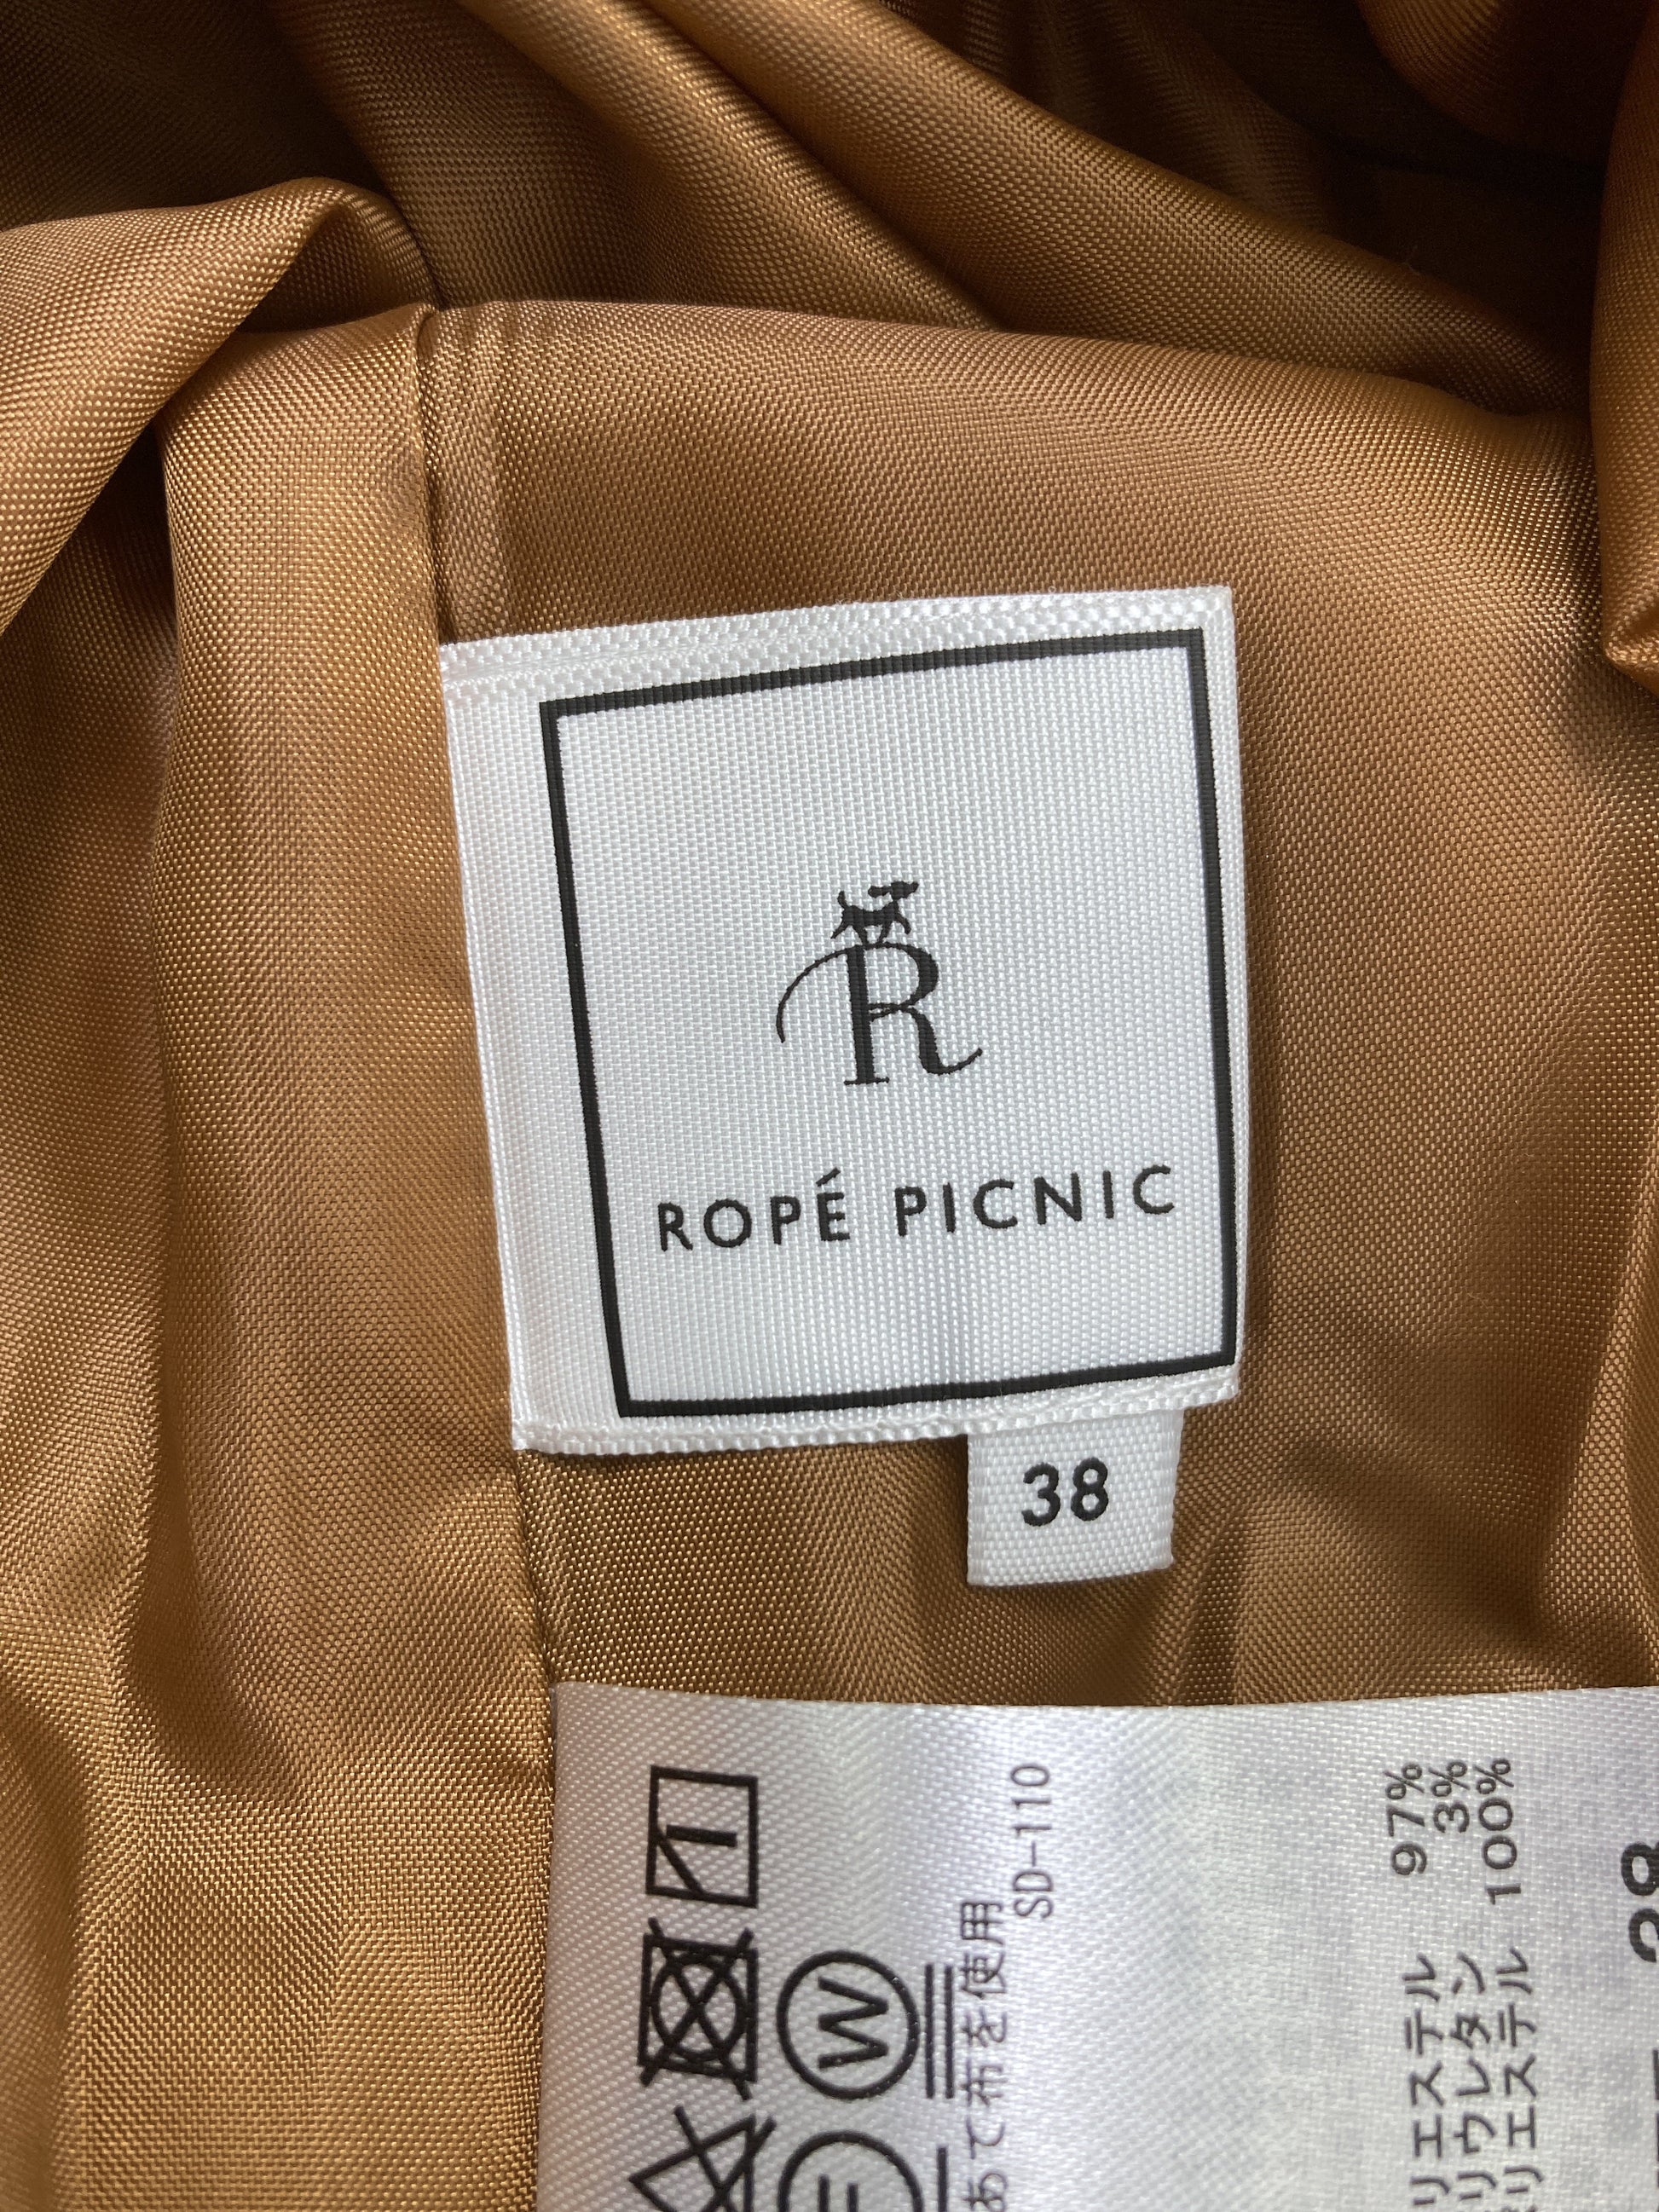 R
ROPÉ PICNIC
38
リエステル 97%
リウレタン 3%
リエステル 100%
SD-110
あて布を使用
W
38